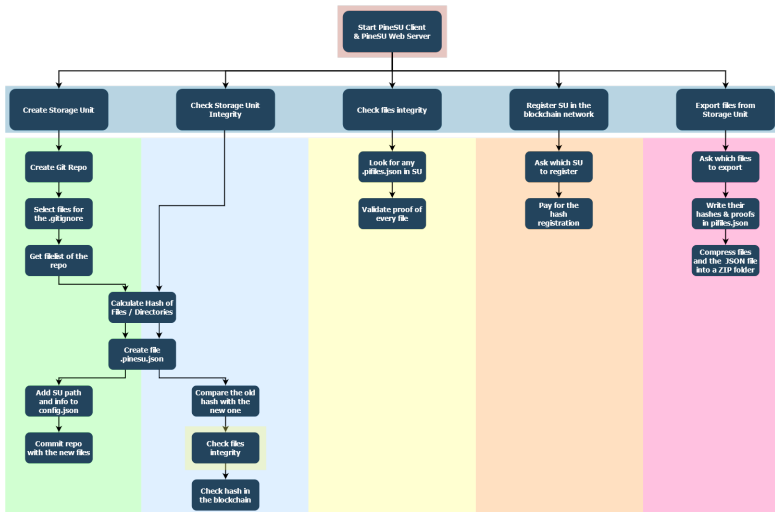 Start PineSU Client
& PineSU Web Server
Create Storage Unit
Check Storage Unit
Integrity
Check files integrity
Register SU in the
blockchain network
Export files from
Storage Unit
Create Git Repo
Select files for
the .gitignore
Get filelist of the
repo
Look for any
.pifiles.json in SU
Validate proof of
every file
Ask which SU
to register
Pay for the
hash
registration
Ask which files
to export
Write their
hashes & proofs
in pifiles.json
Compress files
and the JSON file
into a ZIP folder
Calculate Hash of
Files / Directories
Create file
.pinesu.json
Add SU path
and info to
config.json
Commit repo
with the new files
Compare the old
hash with the
new one
Check files
integrity
Check hash in
the blockchain